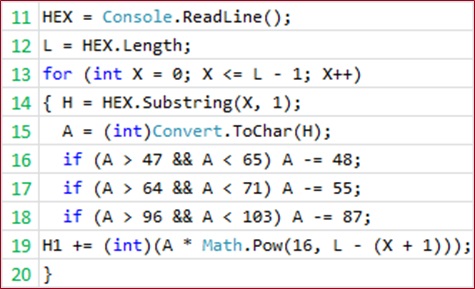 11 HEX = Console.ReadLine();
12 L = HEX.Length;
13 for (int X = 0; X <= L - 1; X++)
14 { H = HEX.Substring(X, 1);
15 A = (int)Convert.ToChar(H);
16 if (A > 47 && A < 65) A -= 48;
17 if (A > 64 && A < 71) A -= 55;
18 if (A > 96 && A < 103) A -= 87;
19 H1 += (int)(A * Math.Pow(16, L - (X + 1)));
20 }